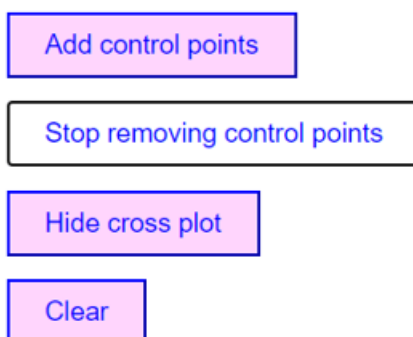 Add control points
Stop removing control points
Hide cross plot
Clear